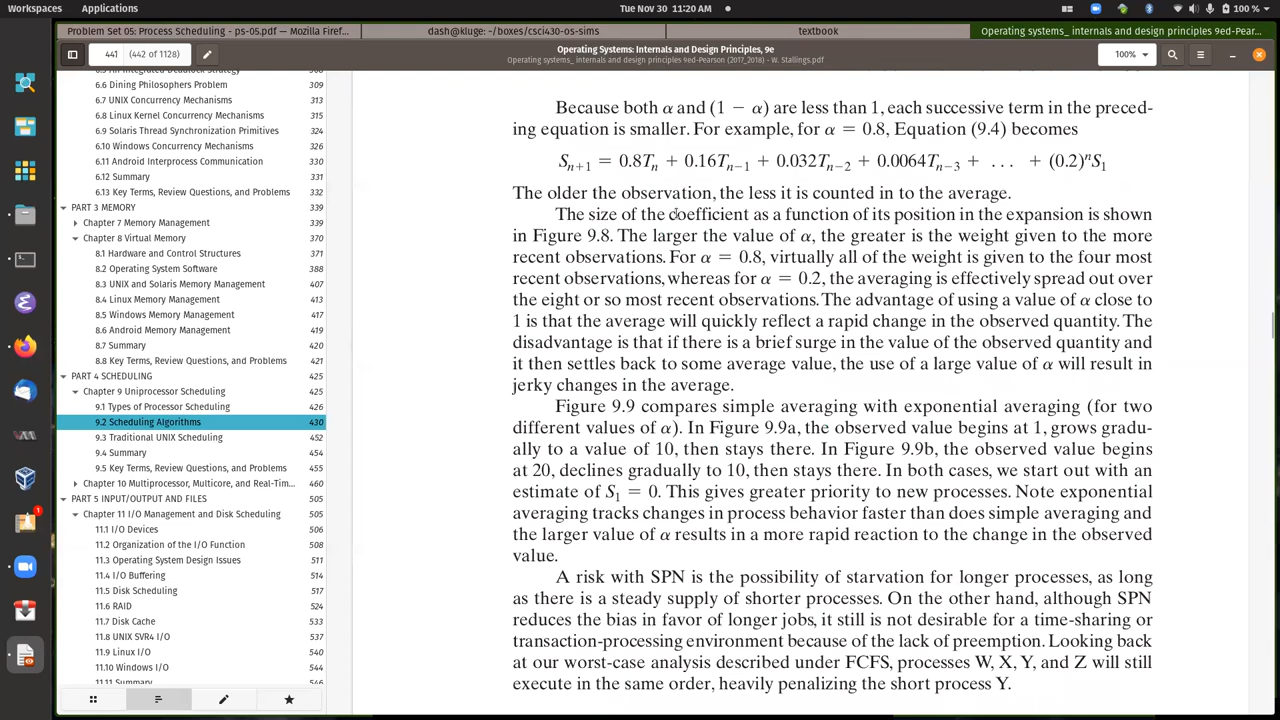 Workspaces Applications Tue Nov 30 11:20 AM 100 %
Problem Set 05: Process Scheduling - ps-05.pdf — Mozilla Firef… dash@kluge: ~/boxes/csci430-os-sims textbook Operating systems_ internals and design principles 9ed-Pear…
441 (442 of 1128) Operating Systems: Internals and Design Principles, 9e 100%
Operating systems_ internals and design principles 9ed-Pearson (2017_2018) - W. Stallings.pdf
6.6 Dining Philosophers Problem 309
6.7 UNIX Concurrency Mechanisms 313
6.8 Linux Kernel Concurrency Mechanisms 315
6.9 Solaris Thread Synchronization Primitives 324
6.10 Windows Concurrency Mechanisms 326
6.11 Android Interprocess Communication 330
6.12 Summary 331
6.13 Key Terms, Review Questions, and Problems 332
PART 3 MEMORY 339
Chapter 7 Memory Management 339
Chapter 8 Virtual Memory 370
8.1 Hardware and Control Structures 371
8.2 Operating System Software 388
8.3 UNIX and Solaris Memory Management 407
8.4 Linux Memory Management 413
8.5 Windows Memory Management 417
8.6 Android Memory Management 419
8.7 Summary 420
8.8 Key Terms, Review Questions, and Problems 421
PART 4 SCHEDULING 425
Chapter 9 Uniprocessor Scheduling 425
9.1 Types of Processor Scheduling 426
9.2 Scheduling Algorithms 430
9.3 Traditional UNIX Scheduling 452
9.4 Summary 454
9.5 Key Terms, Review Questions, and Problems 455
Chapter 10 Multiprocessor, Multicore, and Real-Tim… 460
PART 5 INPUT/OUTPUT AND FILES 505
Chapter 11 I/O Management and Disk Scheduling 505
11.1 I/O Devices 506
11.2 Organization of the I/O Function 508
11.3 Operating System Design Issues 511
11.4 I/O Buffering 514
11.5 Disk Scheduling 517
11.6 RAID 524
11.7 Disk Cache 533
11.8 UNIX SVR4 I/O 537
11.9 Linux I/O 540
11.10 Windows I/O 544
11.11 Summary 546
Because both α and (1 − α) are less than 1, each successive term in the preced-
ing equation is smaller. For example, for α = 0.8, Equation (9.4) becomes
Sn+1 = 0.8Tn + 0.16Tn−1 + 0.032Tn−2 + 0.0064Tn−3 + . . . + (0.2)ⁿS1
The older the observation, the less it is counted in to the average.
The size of the coefficient as a function of its position in the expansion is shown
in Figure 9.8. The larger the value of α, the greater is the weight given to the more
recent observations. For α = 0.8, virtually all of the weight is given to the four most
recent observations, whereas for α = 0.2, the averaging is effectively spread out over
the eight or so most recent observations. The advantage of using a value of α close to
1 is that the average will quickly reflect a rapid change in the observed quantity. The
disadvantage is that if there is a brief surge in the value of the observed quantity and
it then settles back to some average value, the use of a large value of α will result in
jerky changes in the average.
Figure 9.9 compares simple averaging with exponential averaging (for two
different values of α). In Figure 9.9a, the observed value begins at 1, grows gradu-
ally to a value of 10, then stays there. In Figure 9.9b, the observed value begins
at 20, declines gradually to 10, then stays there. In both cases, we start out with an
estimate of S1 = 0. This gives greater priority to new processes. Note exponential
averaging tracks changes in process behavior faster than does simple averaging and
the larger value of α results in a more rapid reaction to the change in the observed
value.
A risk with SPN is the possibility of starvation for longer processes, as long
as there is a steady supply of shorter processes. On the other hand, although SPN
reduces the bias in favor of longer jobs, it still is not desirable for a time-sharing or
transaction-processing environment because of the lack of preemption. Looking back
at our worst-case analysis described under FCFS, processes W, X, Y, and Z will still
execute in the same order, heavily penalizing the short process Y.